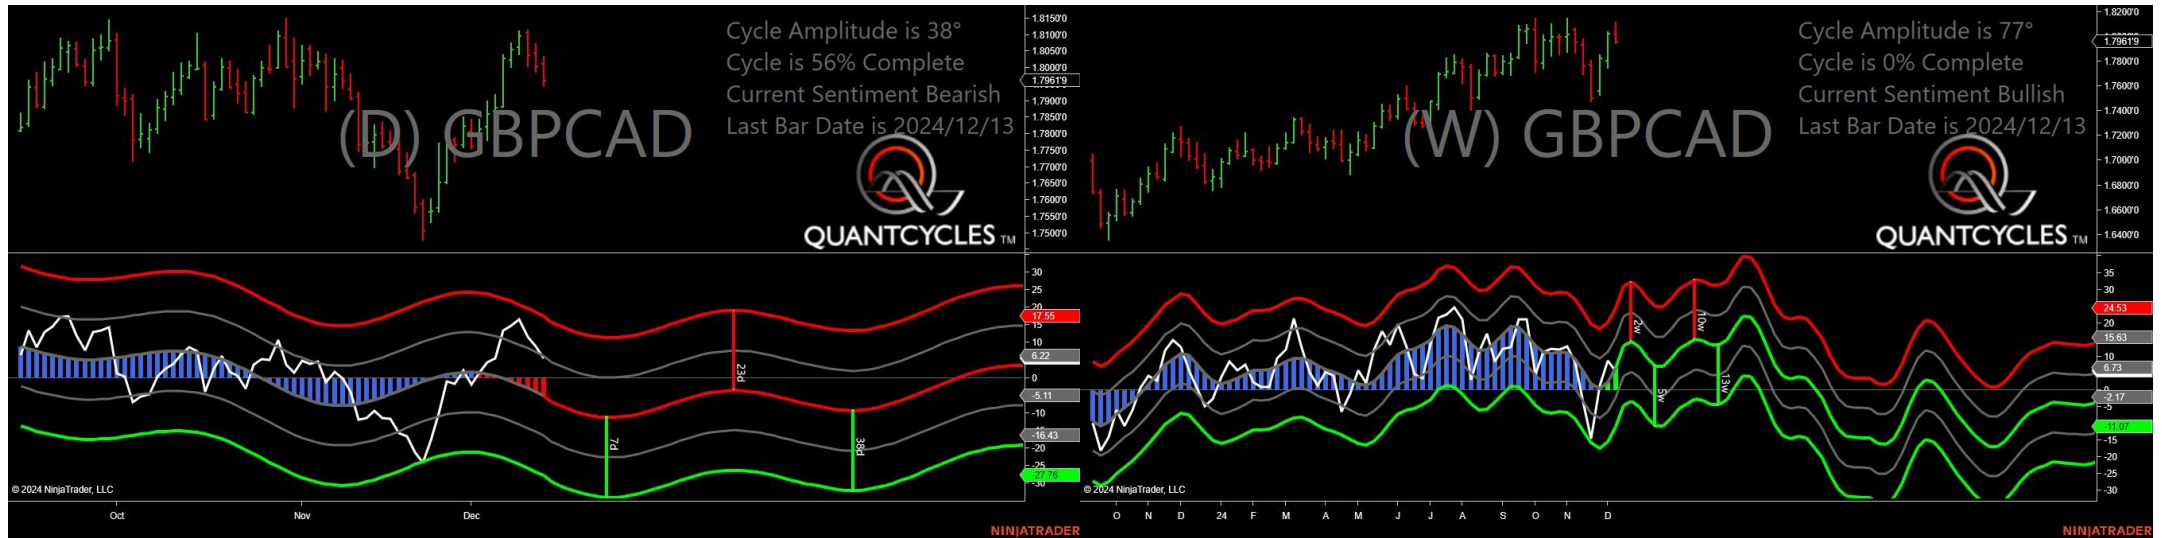 Cycle Amplitude is 38°
Cycle is 56% Complete
Current Sentiment Bearish
Last Bar Date is 2024/12/13
(D) GBPCAD
QUANTCYCLES TM
1.8150'0
1.8100'0
1.8050'0
1.8000'0
1.7961'9
1.7900'0
1.7850'0
1.7800'0
1.7750'0
1.7700'0
1.7650'0
1.7600'0
1.7550'0
1.7500'0
30
25
20
17.55
15
10
6.22
0
-5.11
-10
-16.43
-20
-25
-27.76
-30
7d
23d
38d
© 2024 NinjaTrader, LLC
Oct Nov Dec
NINJATRADER
Cycle Amplitude is 77°
Cycle is 0% Complete
Current Sentiment Bullish
Last Bar Date is 2024/12/13
(W) GBPCAD
QUANTCYCLES TM
1.8200'0
1.7961'9
1.7800'0
1.7600'0
1.7400'0
1.7200'0
1.7000'0
1.6800'0
1.6600'0
1.6400'0
35
30
24.53
20
15.63
10
6.73
0
-2.17
-5
-11.07
-15
-20
-25
-30
2w
5w
10w
13w
© 2024 NinjaTrader, LLC
O N D 24 F M A M J J A S O N D
NINJATRADER